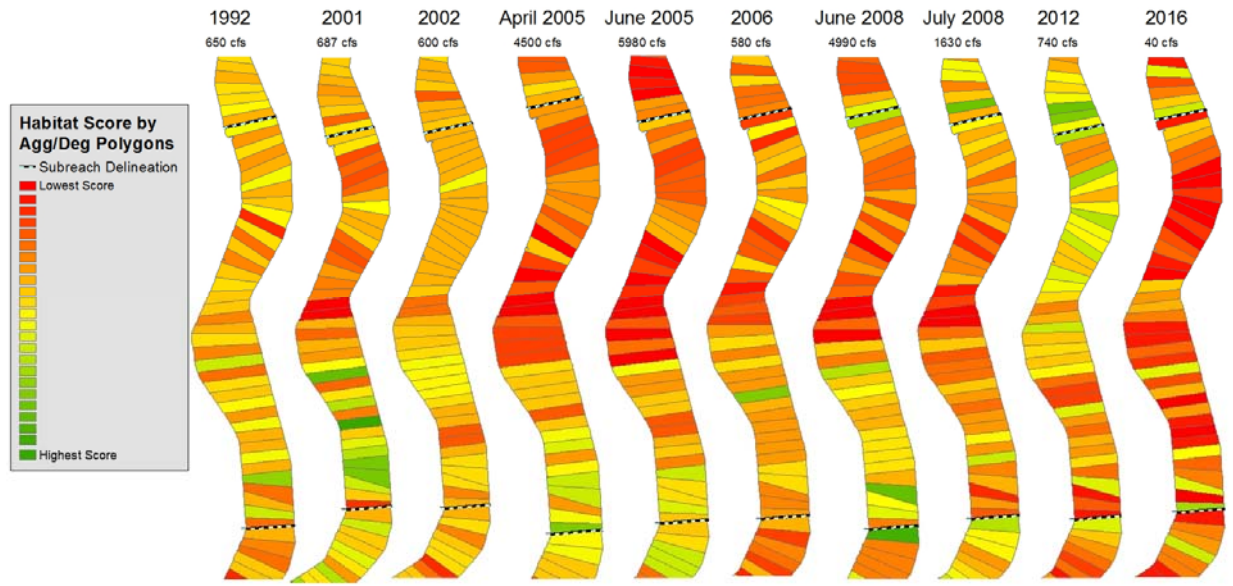 1992 2001 2002 April 2005 June 2005 2006 June 2008 July 2008 2012 2016
650 cfs 687 cfs 600 cfs 4500 cfs 5980 cfs 580 cfs 4990 cfs 1630 cfs 740 cfs 40 cfs
Habitat Score by
Agg/Deg Polygons
Subreach Delineation
Lowest Score
Highest Score